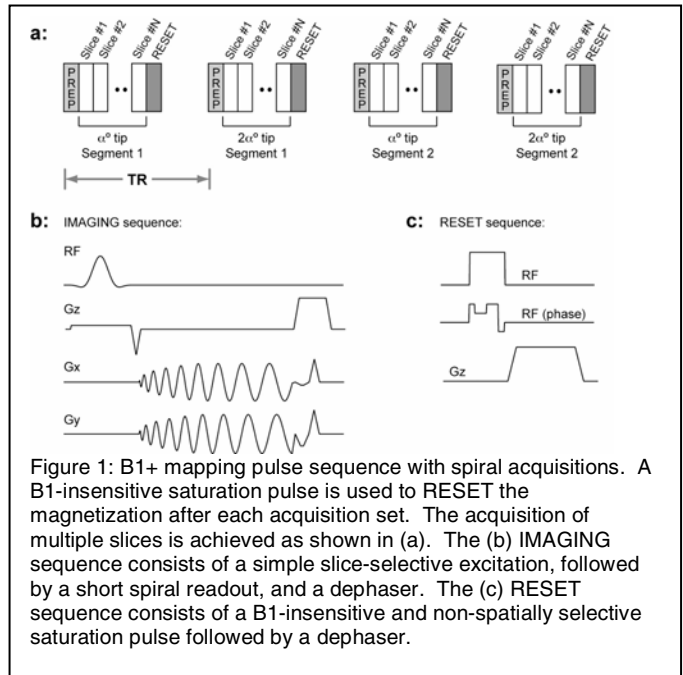 a:
Slice #1 Slice #2 Slice #N RESET Slice #1 Slice #2 Slice #N RESET Slice #1 Slice #2 Slice #N RESET Slice #1 Slice #2 Slice #N RESET
PREP PREP PREP PREP
α° tip 2α° tip α° tip 2α° tip
Segment 1 Segment 1 Segment 2 Segment 2
TR
b: IMAGING sequence: c: RESET sequence:
RF
RF
Gz
RF (phase)
Gx
Gz
Gy
Figure 1: B1+ mapping pulse sequence with spiral acquisitions. A
B1-insensitive saturation pulse is used to RESET the
magnetization after each acquisition set. The acquisition of
multiple slices is achieved as shown in (a). The (b) IMAGING
sequence consists of a simple slice-selective excitation, followed
by a short spiral readout, and a dephaser. The (c) RESET
sequence consists of a B1-insensitive and non-spatially selective
saturation pulse followed by a dephaser.